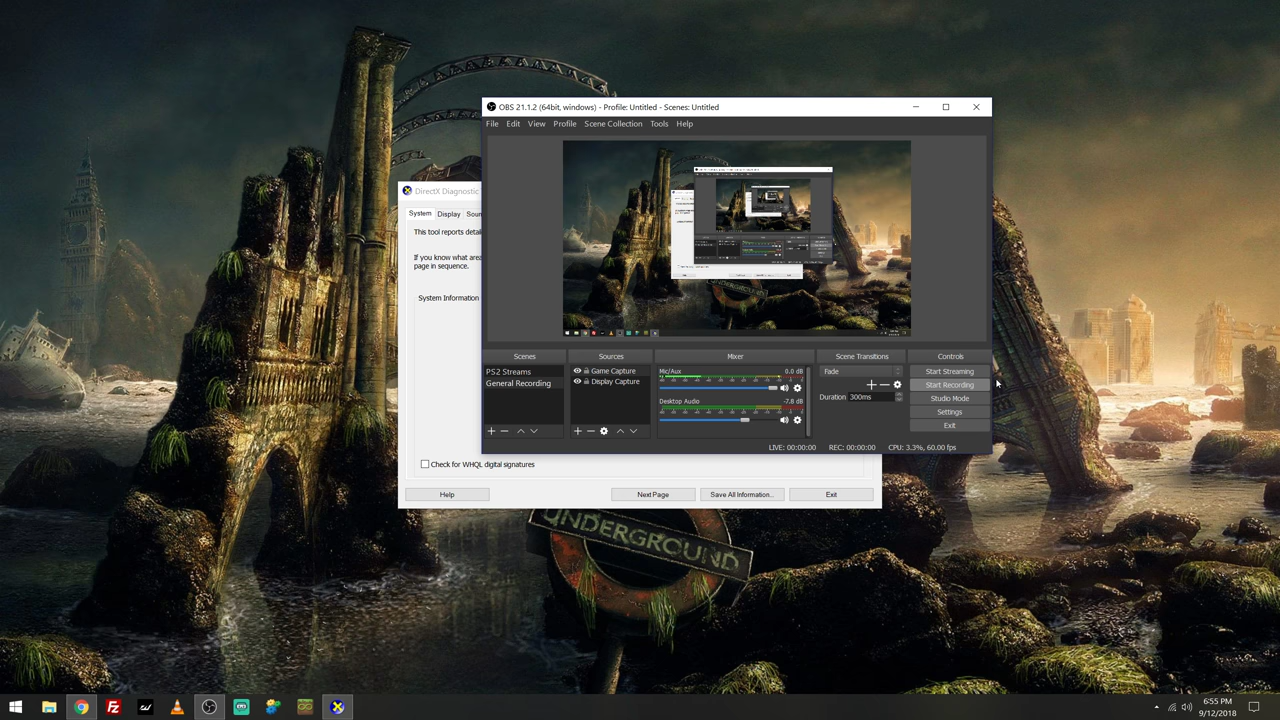 OBS 21.1.2 (64bit, windows) - Profile: Untitled - Scenes: Untitled
File Edit View Profile Scene Collection Tools Help
DirectX Diagnostic
System Display Soun
This tool reports detai
If you know what area
page in sequence.
System Information
Scenes Sources Mixer Scene Transitions Controls
PS2 Streams
General Recording
Game Capture
Display Capture
Mic/Aux 0.0 dB
Desktop Audio -7.8 dB
Fade
Duration 300ms
Start Streaming
Start Recording
Studio Mode
Settings
Exit
LIVE: 00:00:00 REC: 00:00:00 CPU: 3.3%, 60.00 fps
Check for WHQL digital signatures
Help Next Page Save All Information... Exit
UNDERGROUND
6:55 PM
9/12/2018